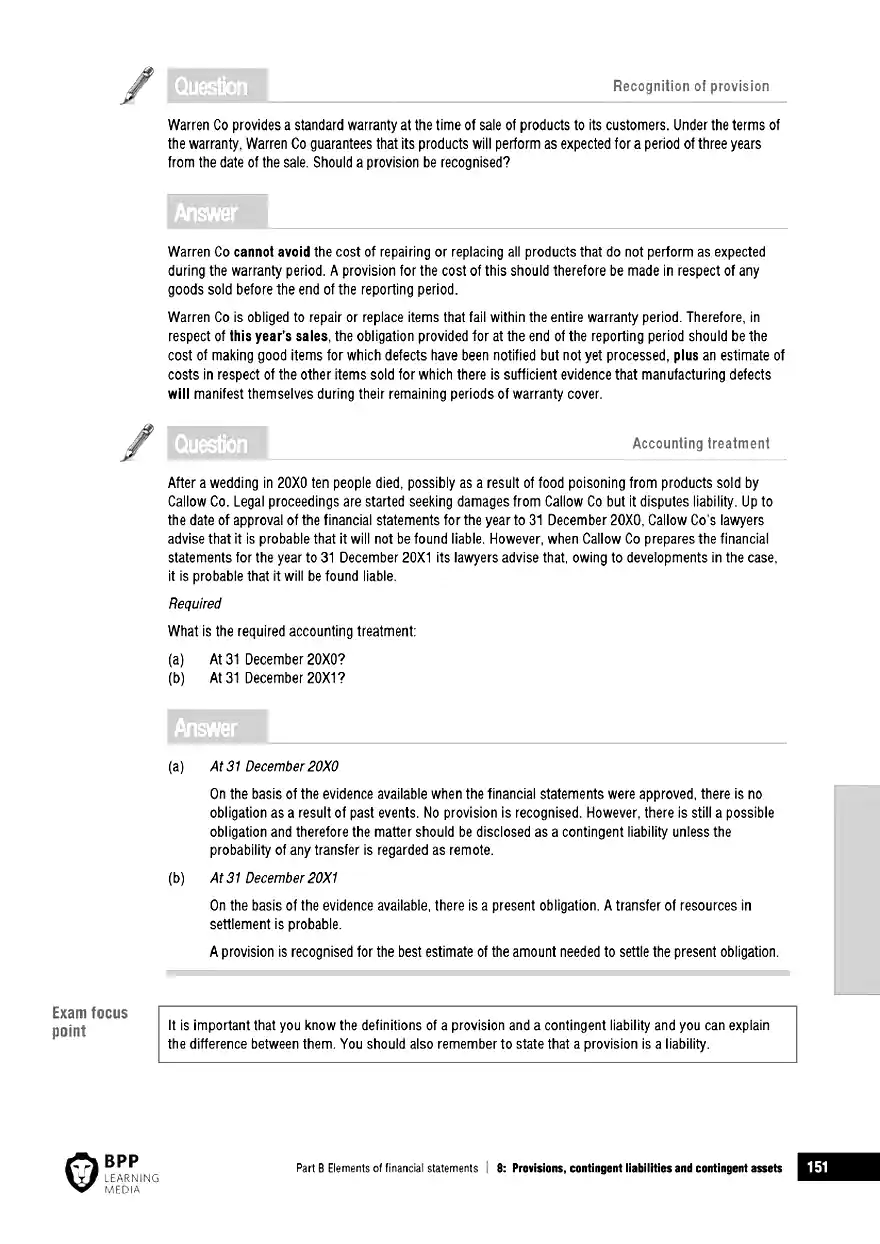 Question
Recognition of provision
Warren Co provides a standard warranty at the time of sale of products to its customers. Under the terms of
the warranty, Warren Co guarantees that its products will perform as expected for a period of three years
from the date of the sale. Should a provision be recognised?
Answer
Warren Co cannot avoid the cost of repairing or replacing all products that do not perform as expected
during the warranty period. A provision for the cost of this should therefore be made in respect of any
goods sold before the end of the reporting period.
Warren Co is obliged to repair or replace items that fail within the entire warranty period. Therefore, in
respect of this year's sales, the obligation provided for at the end of the reporting period should be the
cost of making good items for which defects have been notified but not yet processed, plus an estimate of
costs in respect of the other items sold for which there is sufficient evidence that manufacturing defects
will manifest themselves during their remaining periods of warranty cover.
Question
Accounting treatment
After a wedding in 20X0 ten people died, possibly as a result of food poisoning from products sold by
Callow Co. Legal proceedings are started seeking damages from Callow Co but it disputes liability. Up to
the date of approval of the financial statements for the year to 31 December 20X0, Callow Co's lawyers
advise that it is probable that it will not be found liable. However, when Callow Co prepares the financial
statements for the year to 31 December 20X1 its lawyers advise that, owing to developments in the case,
it is probable that it will be found liable.
Required
What is the required accounting treatment:
(a) At 31 December 20X0?
(b) At 31 December 20X1?
Answer
(a) At 31 December 20X0
On the basis of the evidence available when the financial statements were approved, there is no
obligation as a result of past events. No provision is recognised. However, there is still a possible
obligation and therefore the matter should be disclosed as a contingent liability unless the
probability of any transfer is regarded as remote.
(b) At 31 December 20X1
On the basis of the evidence available, there is a present obligation. A transfer of resources in
settlement is probable.
A provision is recognised for the best estimate of the amount needed to settle the present obligation.
Exam focus
point
It is important that you know the definitions of a provision and a contingent liability and you can explain
the difference between them. You should also remember to state that a provision is a liability.
BPP
LEARNING
MEDIA
Part B Elements of financial statements | 8: Provisions, contingent liabilities and contingent assets 151